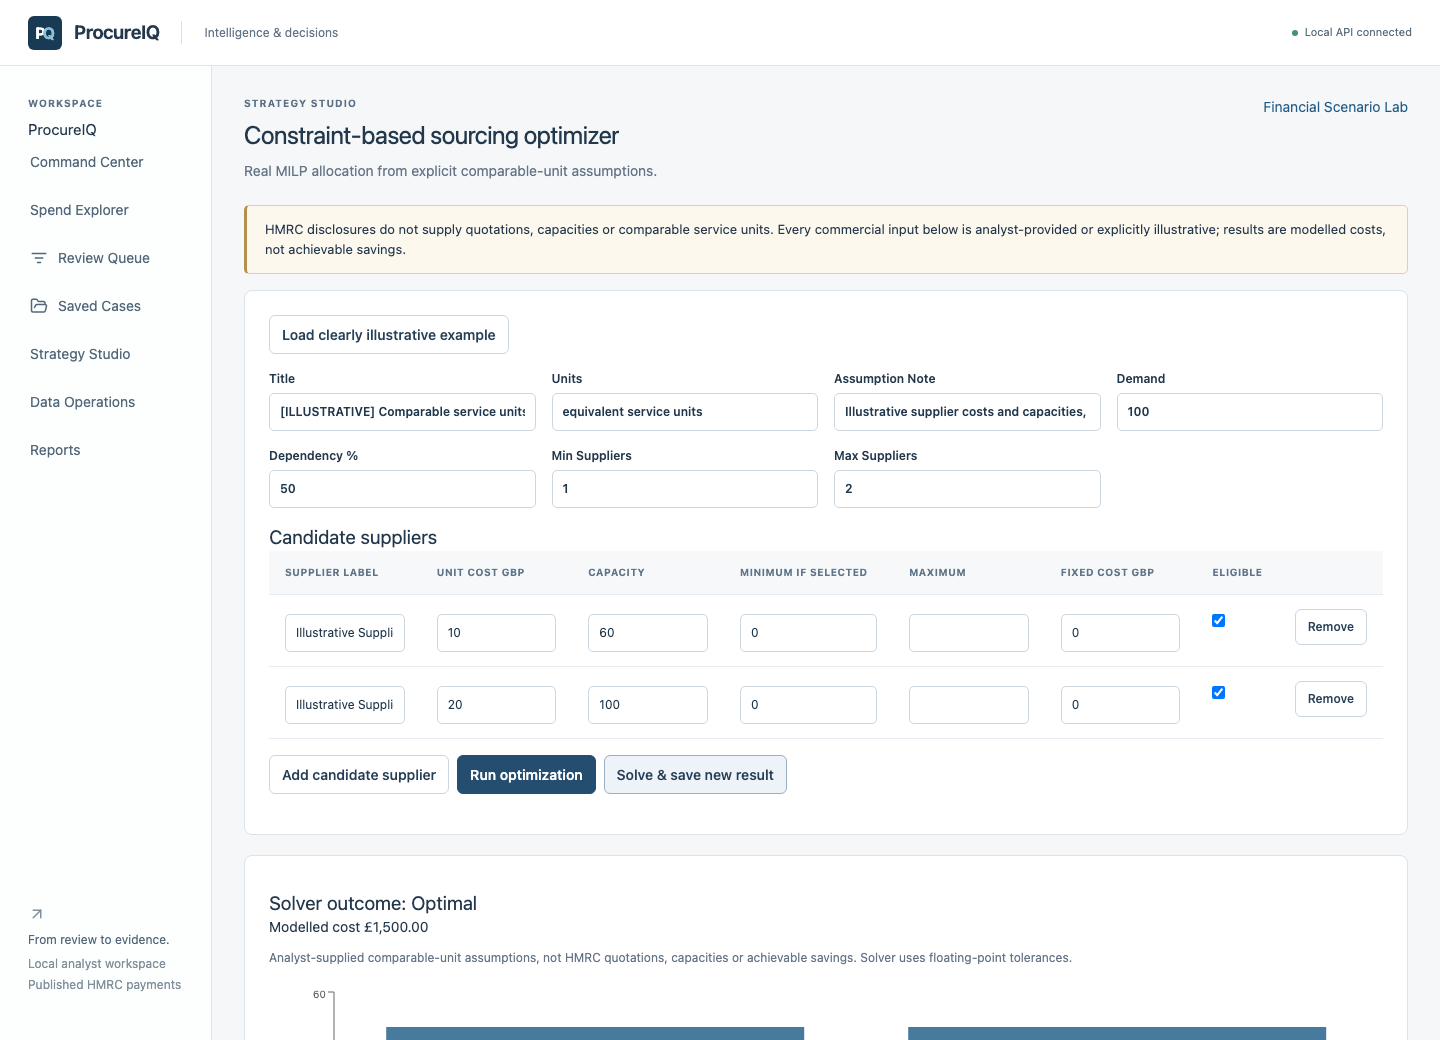 PQ ProcureIQ Intelligence & decisions Local API connected
WORKSPACE
ProcureIQ
Command Center
Spend Explorer
Review Queue
Saved Cases
Strategy Studio
Data Operations
Reports
From review to evidence.
Local analyst workspace
Published HMRC payments
STRATEGY STUDIO
Financial Scenario Lab
Constraint-based sourcing optimizer
Real MILP allocation from explicit comparable-unit assumptions.
HMRC disclosures do not supply quotations, capacities or comparable service units. Every commercial input below is analyst-provided or explicitly illustrative; results are modelled costs,
not achievable savings.
Load clearly illustrative example
Title Units Assumption Note Demand
[ILLUSTRATIVE] Comparable service units equivalent service units Illustrative supplier costs and capacities, 100
Dependency % Min Suppliers Max Suppliers
50 1 2
Candidate suppliers
SUPPLIER LABEL UNIT COST GBP CAPACITY MINIMUM IF SELECTED MAXIMUM FIXED COST GBP ELIGIBLE
Illustrative Suppli 10 60 0 0 Remove
Illustrative Suppli 20 100 0 0 Remove
Add candidate supplier Run optimization Solve & save new result
Solver outcome: Optimal
Modelled cost £1,500.00
Analyst-supplied comparable-unit assumptions, not HMRC quotations, capacities or achievable savings. Solver uses floating-point tolerances.
60